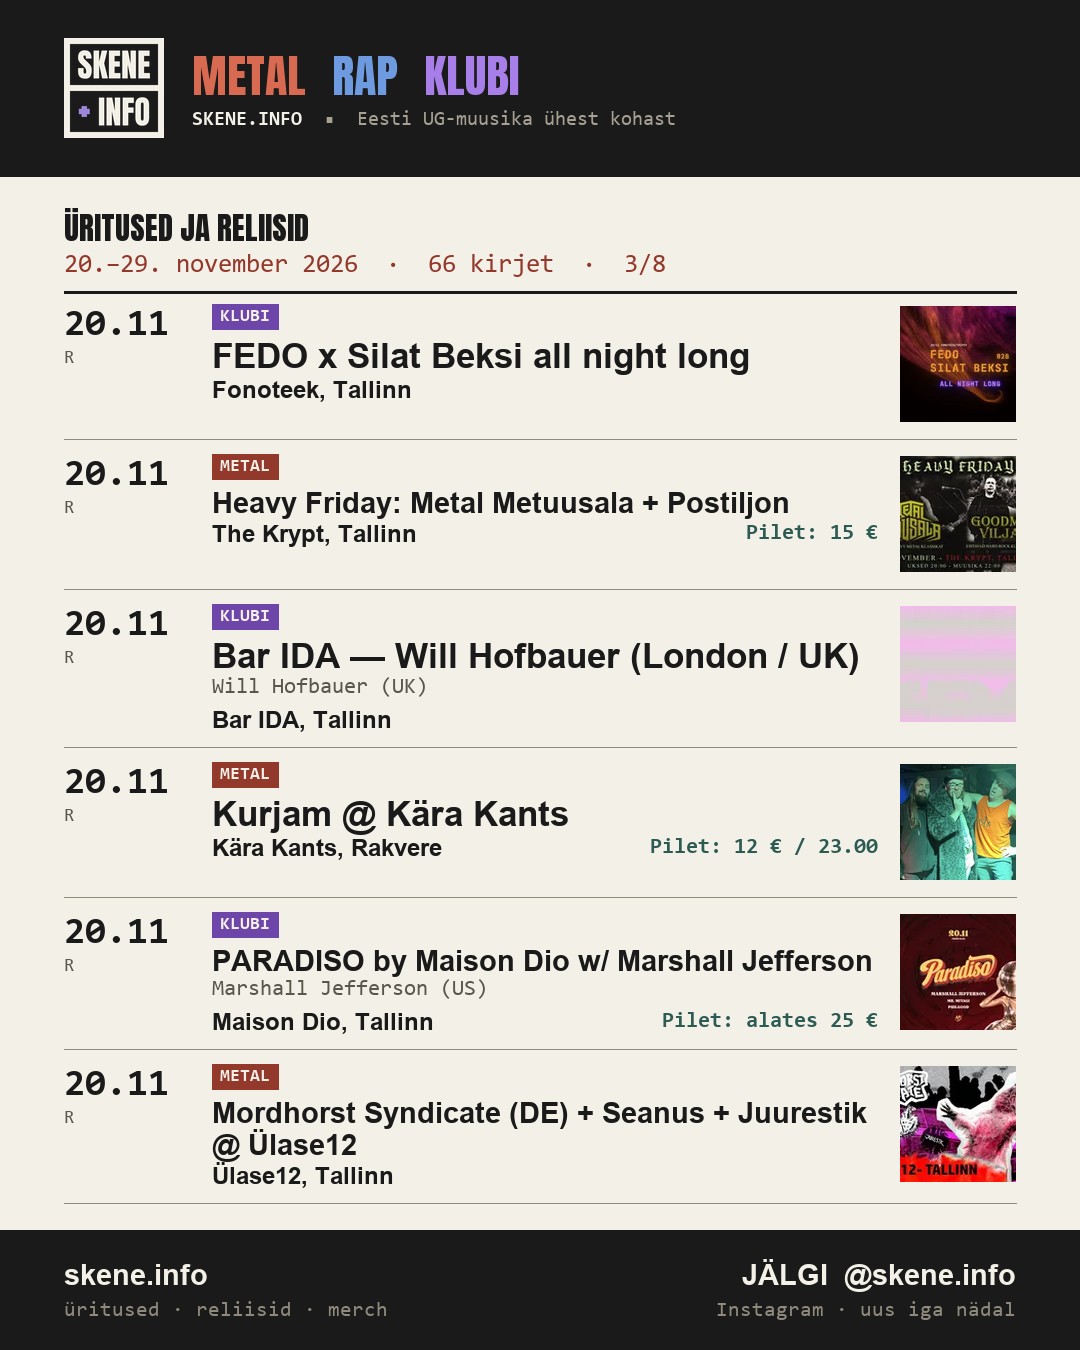 SKENE
INFO
METAL RAP KLUBI
SKENE.INFO ▪ Eesti UG-muusika ühest kohast
ÜRITUSED JA RELIISID
20.–29. november 2026 · 66 kirjet · 3/8
20.11
R
KLUBI
FEDO x Silat Beksi all night long
Fonoteek, Tallinn
FEDO B2B
SILAT BEKSI
ALL NIGHT LONG
20.11
R
METAL
Heavy Friday: Metal Metuusala + Postiljon
The Krypt, Tallinn
Pilet: 15 €
HEAVY FRIDAY
20.11
R
KLUBI
Bar IDA — Will Hofbauer (London / UK)
Will Hofbauer (UK)
Bar IDA, Tallinn
20.11
R
METAL
Kurjam @ Kära Kants
Kära Kants, Rakvere
Pilet: 12 € / 23.00
20.11
R
KLUBI
PARADISO by Maison Dio w/ Marshall Jefferson
Marshall Jefferson (US)
Maison Dio, Tallinn
Pilet: alates 25 €
20.11
Paradiso
MARSHALL JEFFERSON
MR. MIYAGI
PHILGOOD
20.11
R
METAL
Mordhorst Syndicate (DE) + Seanus + Juurestik
@ Ülase12
Ülase12, Tallinn
12- TALLINN
skene.info
üritused · reliisid · merch
JÄLGI @skene.info
Instagram · uus iga nädal